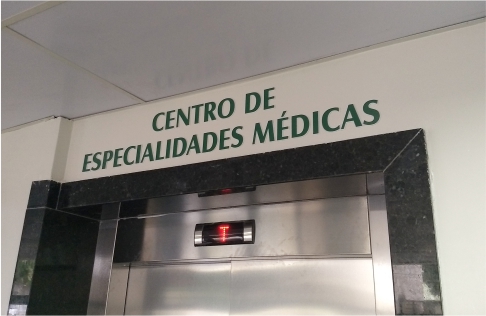 CENTRO DE
ESPECIALIDADES MÉDICAS
T